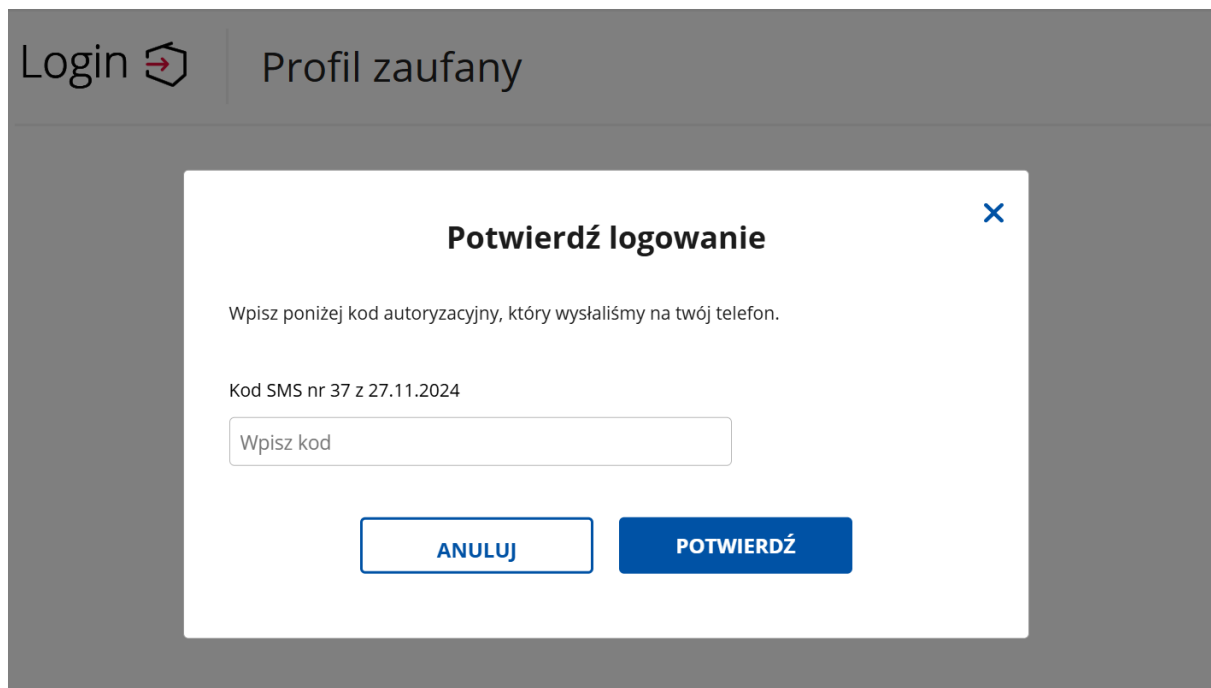 Login
Profil zaufany
Potwierdź logowanie
Wpisz poniżej kod autoryzacyjny, który wysłaliśmy na twój telefon.
Kod SMS nr 37 z 27.11.2024
Wpisz kod
ANULUJ
POTWIERDŹ